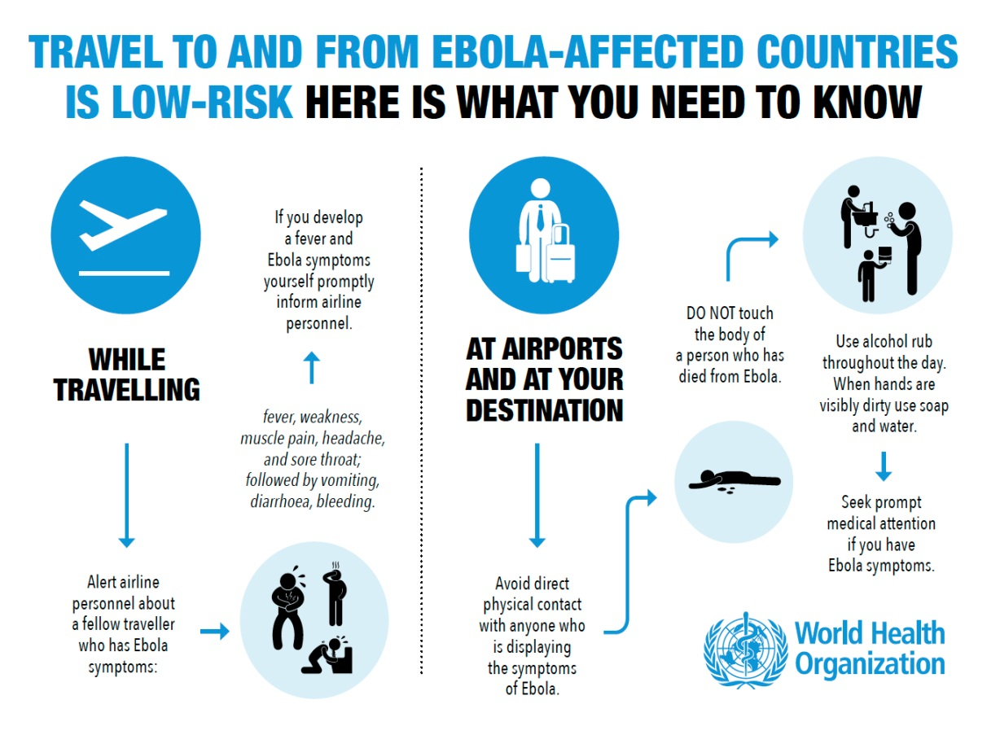 TRAVEL TO AND FROM EBOLA-AFFECTED COUNTRIES
IS LOW-RISK HERE IS WHAT YOU NEED TO KNOW
WHILE
TRAVELLING
Alert airline
personnel about
a fellow traveller
who has Ebola
symptoms:
fever, weakness,
muscle pain, headache,
and sore throat;
followed by vomiting,
diarrhoea, bleeding.
If you develop
a fever and
Ebola symptoms
yourself promptly
inform airline
personnel.
AT AIRPORTS
AND AT YOUR
DESTINATION
Avoid direct
physical contact
with anyone who
is displaying
the symptoms
of Ebola.
DO NOT touch
the body of
a person who has
died from Ebola.
Use alcohol rub
throughout the day.
When hands are
visibly dirty use soap
and water.
Seek prompt
medical attention
if you have
Ebola symptoms.
World Health
Organization